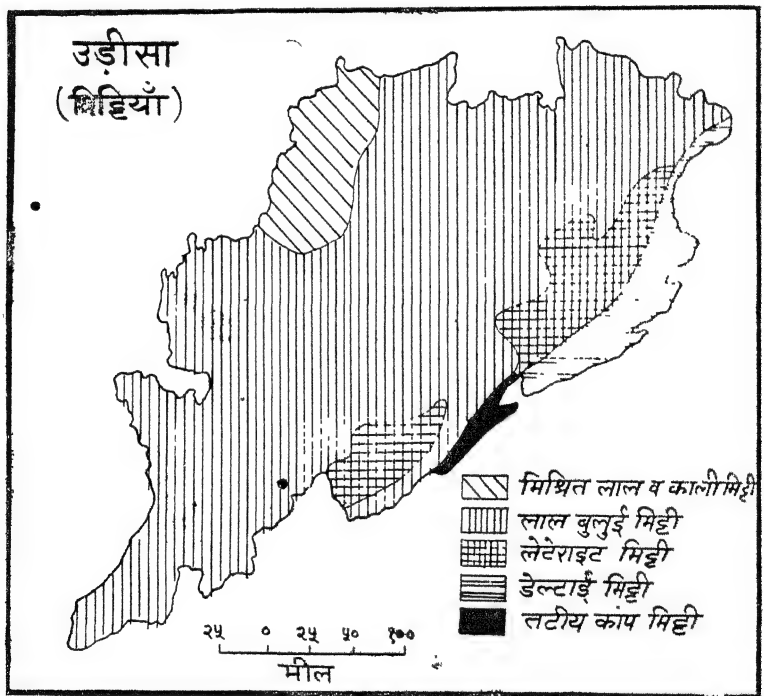 उड़ीसा
(मिट्टियाँ)
मिश्रित लाल व काली मिट्टी
लाल बुलुई मिट्टी
लेटेराइट मिट्टी
डेल्टाई मिट्टी
तटीय कांप मिट्टी
२५ ० २५ ५० १००
मील